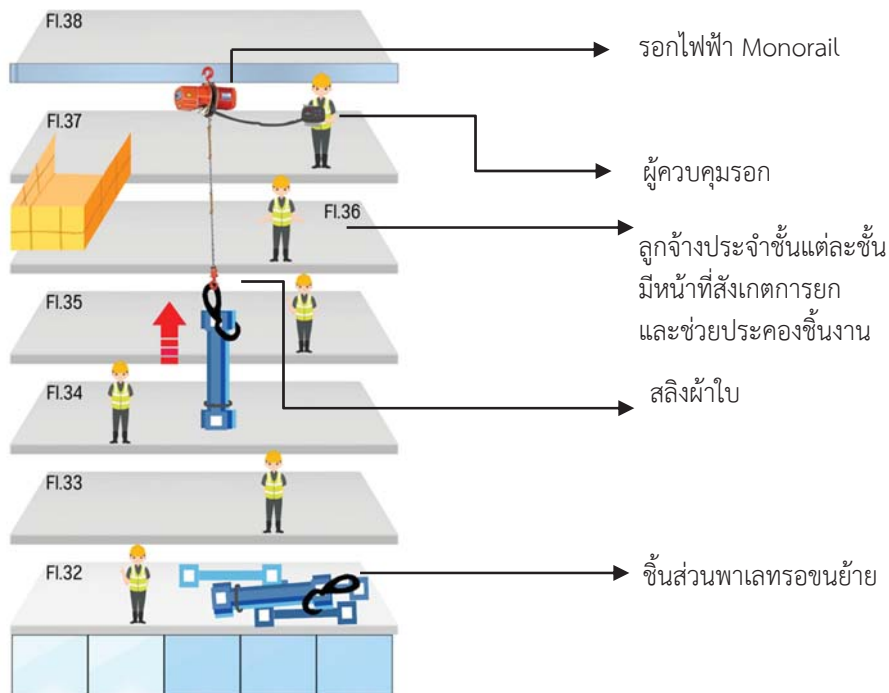 Fl.38
รอกไฟฟ้า Monorail
Fl.37
ผู้ควบคุมรอก
Fl.36
ลูกจ้างประจำชั้นแต่ละชั้น
มีหน้าที่สังเกตการยก
และช่วยประคองชิ้นงาน
Fl.35
สลิงผ้าใบ
Fl.34
Fl.33
Fl.32
ชิ้นส่วนพาเลทรอขนย้าย